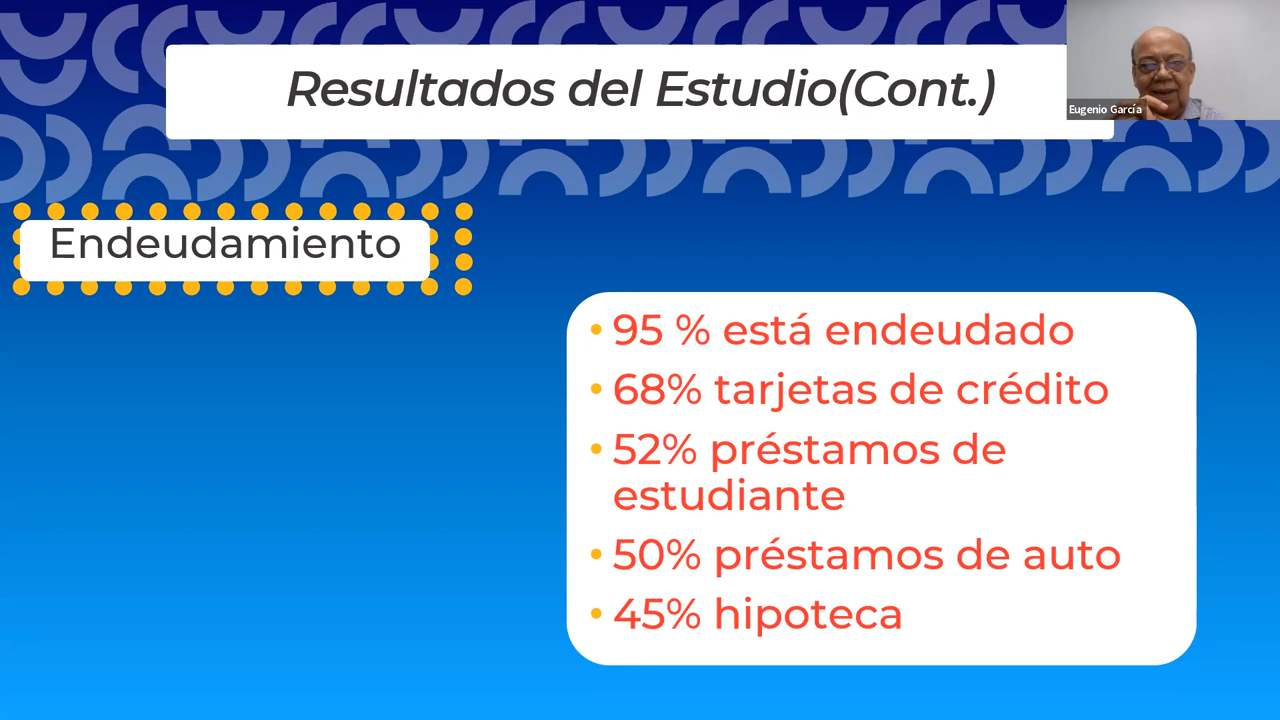 Resultados del Estudio(Cont.)
Eugenio García
Endeudamiento
• 95 % está endeudado
• 68% tarjetas de crédito
• 52% préstamos de
estudiante
• 50% préstamos de auto
• 45% hipoteca